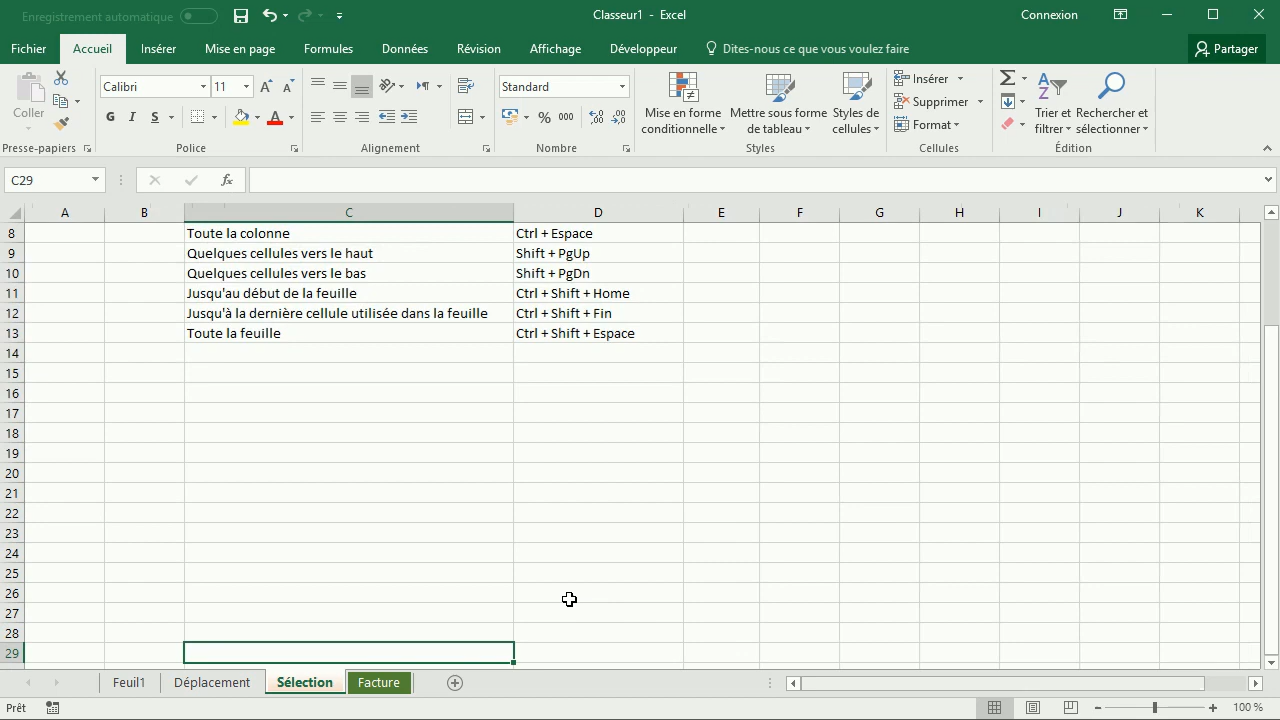 Enregistrement automatique
Classeur1 - Excel
Connexion
Fichier Accueil Insérer Mise en page Formules Données Révision Affichage Développeur Dites-nous ce que vous voulez faire Partager
Coller
Calibri 11
Standard
Mise en forme conditionnelle
Mettre sous forme de tableau
Styles de cellules
Insérer
Supprimer
Format
Trier et filtrer
Rechercher et sélectionner
G I S
% 000
Presse-papiers Police Alignement Nombre Styles Cellules Édition
C29 fx
A B C D E F G H I J K
8 Toute la colonne Ctrl + Espace
9 Quelques cellules vers le haut Shift + PgUp
10 Quelques cellules vers le bas Shift + PgDn
11 Jusqu'au début de la feuille Ctrl + Shift + Home
12 Jusqu'à la dernière cellule utilisée dans la feuille Ctrl + Shift + Fin
13 Toute la feuille Ctrl + Shift + Espace
14
15
16
17
18
19
20
21
22
23
24
25
26
27
28
29
Feuil1 Déplacement Sélection Facture
Prêt
100 %